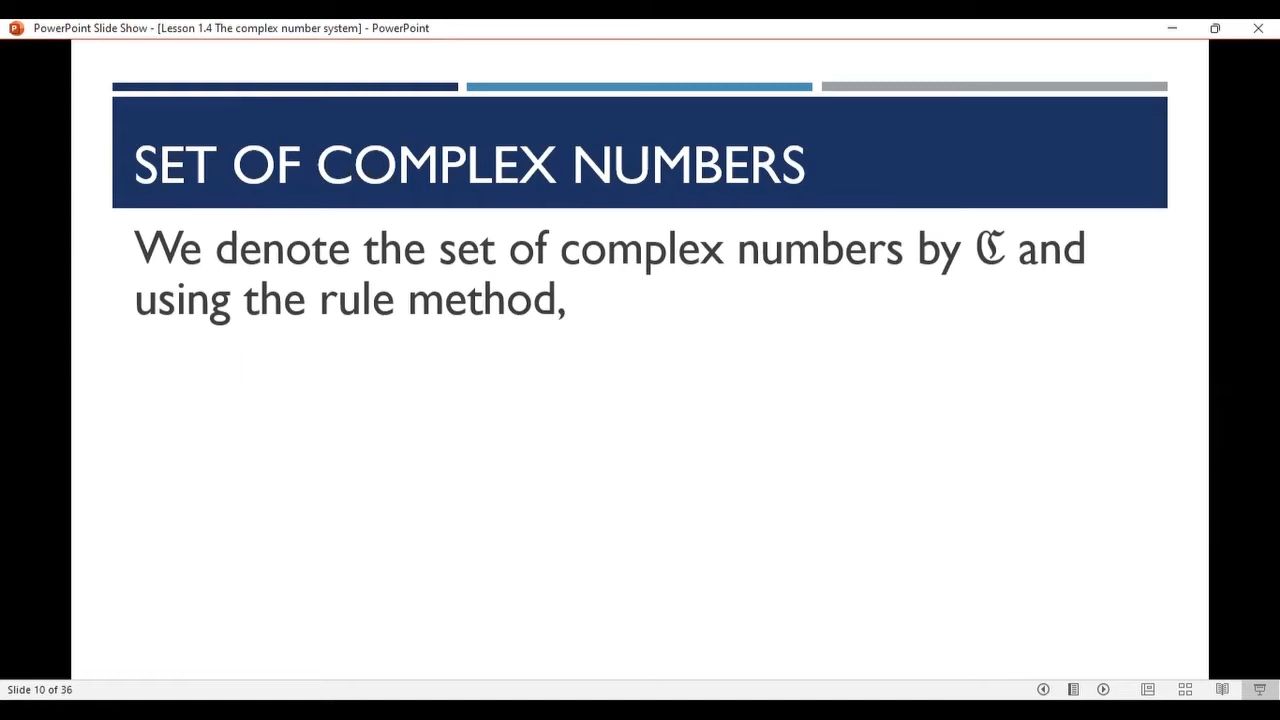 PowerPoint Slide Show - [Lesson 1.4 The complex number system] - PowerPoint
SET OF COMPLEX NUMBERS
We denote the set of complex numbers by ℭ and
using the rule method,
Slide 10 of 36